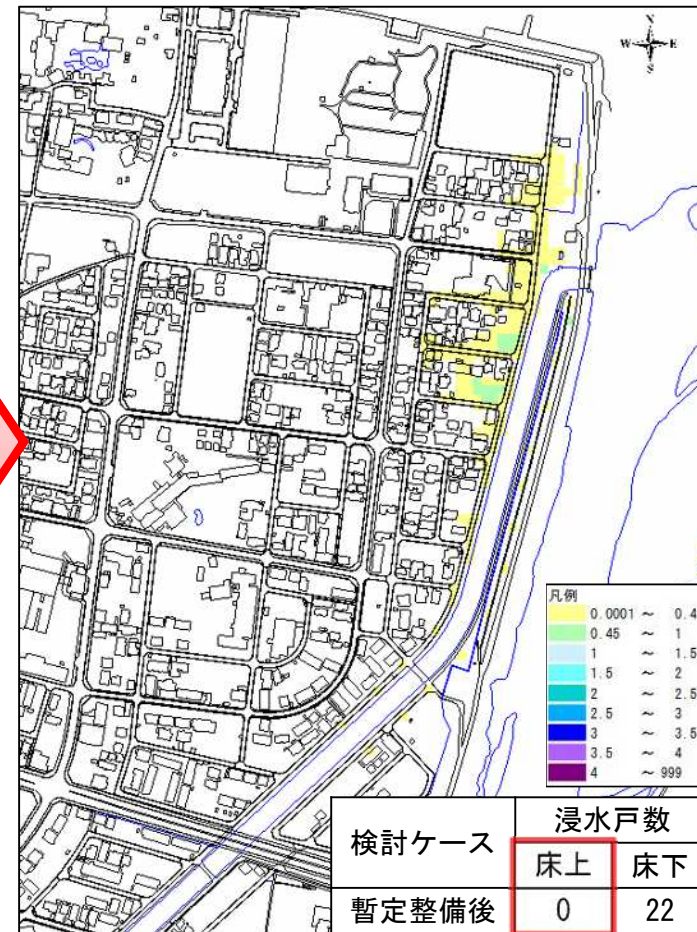 N
W E
S
凡例
0.0001 ～ 0.4
0.45 ～ 1
1 ～ 1.5
1.5 ～ 2
2 ～ 2.5
2.5 ～ 3
3 ～ 3.5
3.5 ～ 4
4 ～ 999
検討ケース 浸水戸数
床上 床下
暫定整備後 0 22